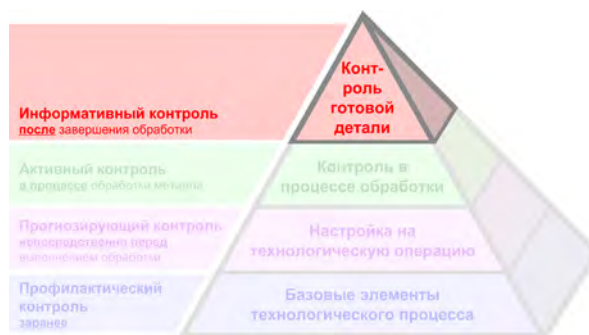 Конт-
роль
готовой
детали
Информативный контроль
после завершения обработки
Активный контроль
в процессе обработки металла
Контроль в
процессе обработки
Прогнозирующий контроль
непосредственно перед
выполнением обработки
Настройка на
технологическую операцию
Профилактический
контроль
заранее
Базовые элементы
технологического процесса